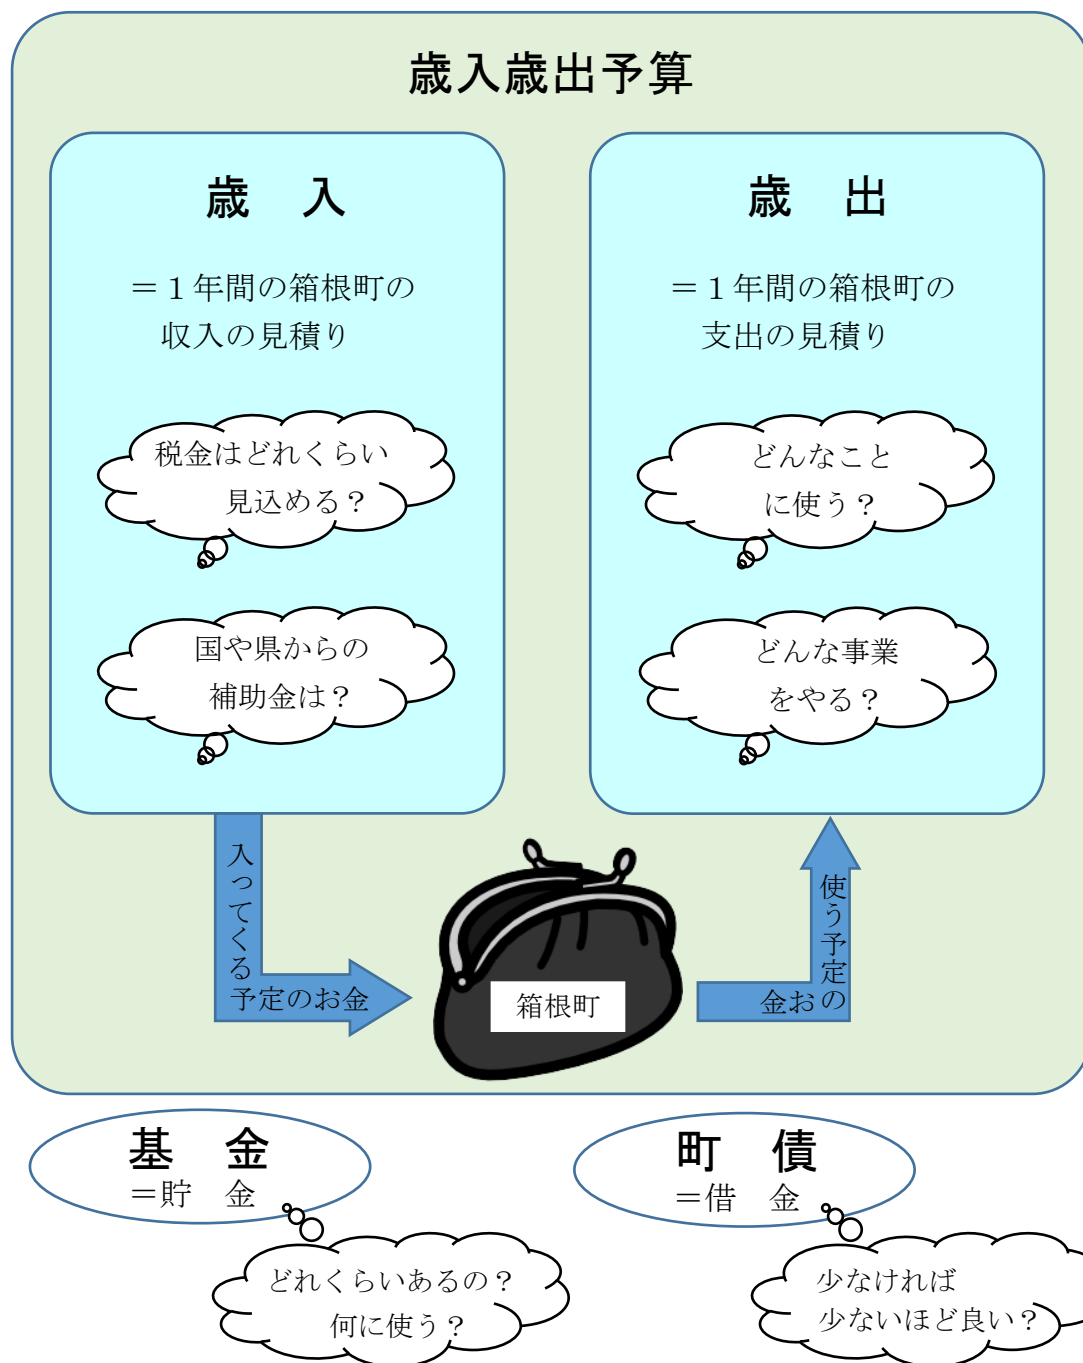 歳入歳出予算
歳　入
＝１年間の箱根町の
収入の見積り
税金はどれくらい
見込める？
国や県からの
補助金は？
歳　出
＝１年間の箱根町の
支出の見積り
どんなこと
に使う？
どんな事業
をやる？
入ってくる
予定のお金
箱根町
使う予定の
お金
基　金
＝貯　金
どれくらいあるの？
何に使う？
町　債
＝借　金
少なければ
少ないほど良い？